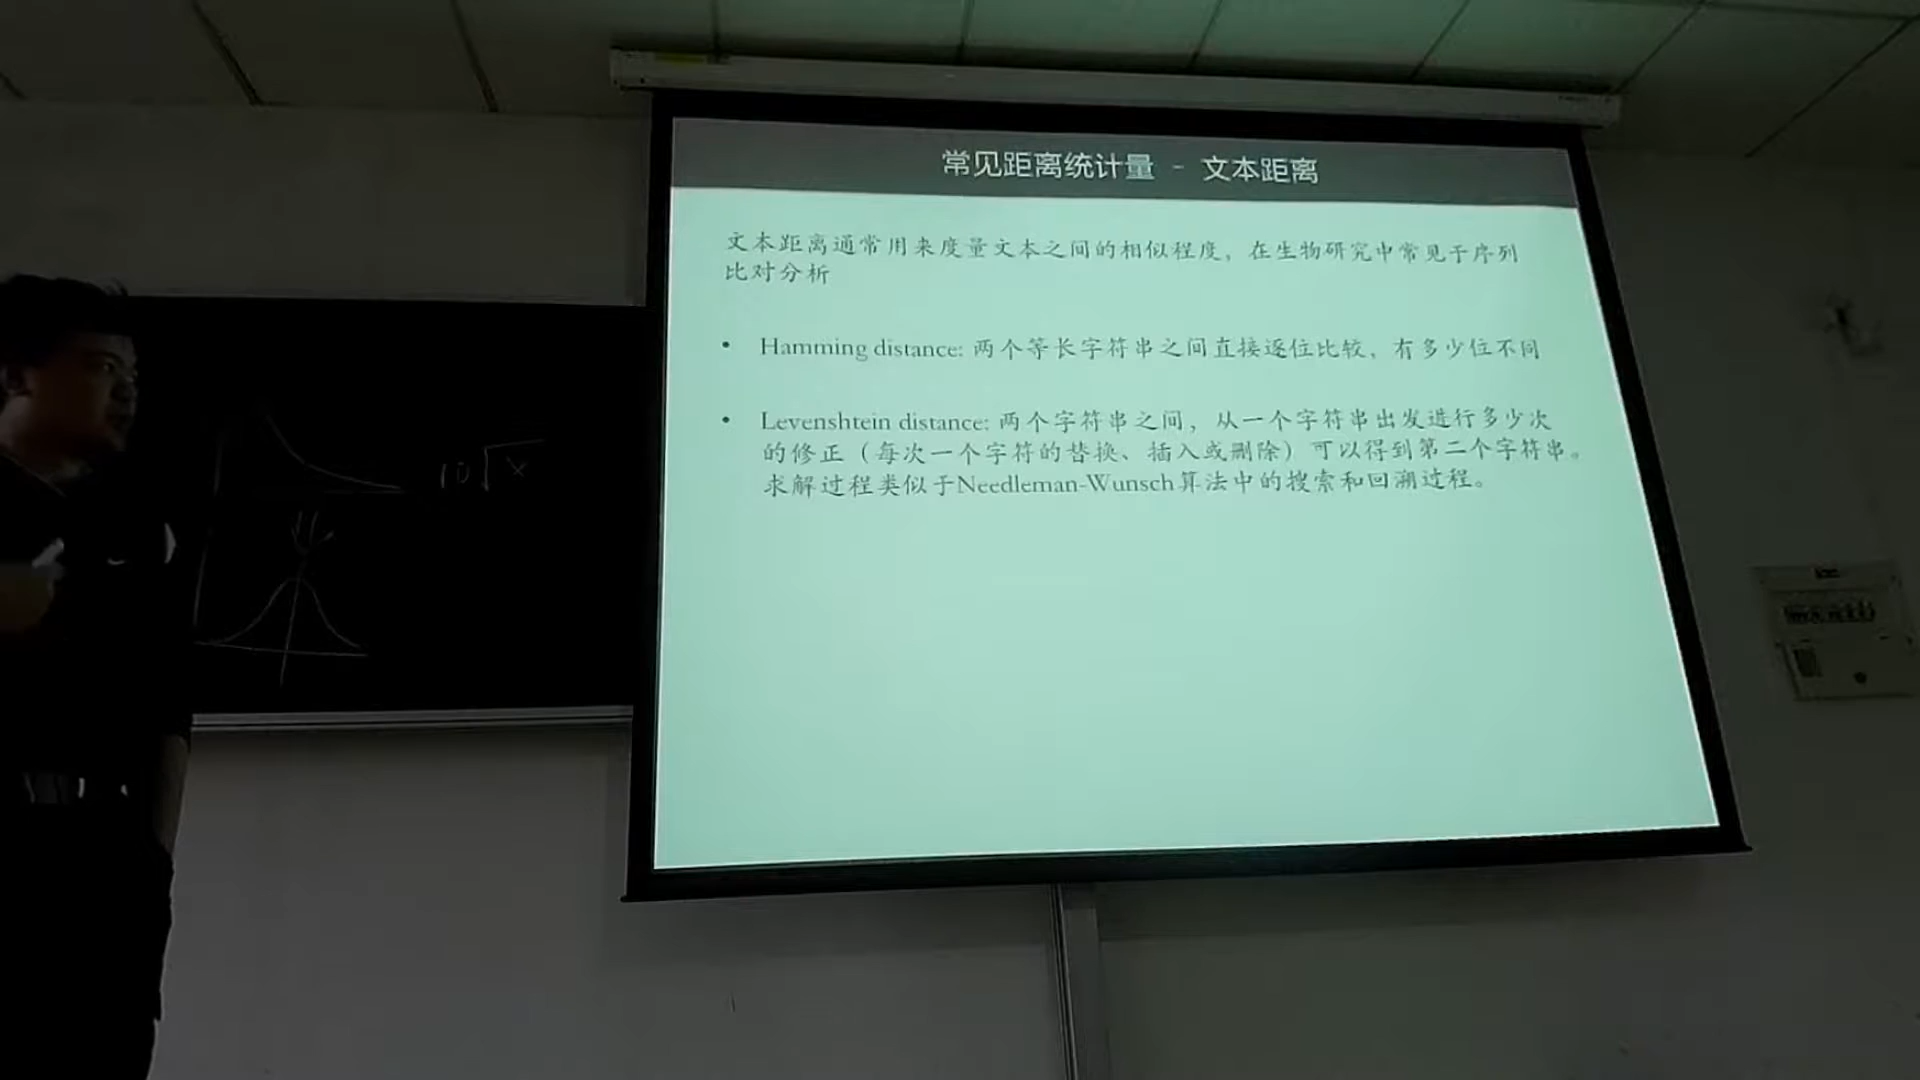 常见距离统计量 - 文本距离
文本距离通常用来度量文本之间的相似程度，在生物研究中常见于序列
比对分析
• Hamming distance: 两个等长字符串之间直接逐位比较，有多少位不同
• Levenshtein distance: 两个字符串之间，从一个字符串出发进行多少次
的修正（每次一个字符的替换、插入或删除）可以得到第二个字符串。
求解过程类似于Needleman-Wunsch算法中的搜索和回溯过程。
10√x